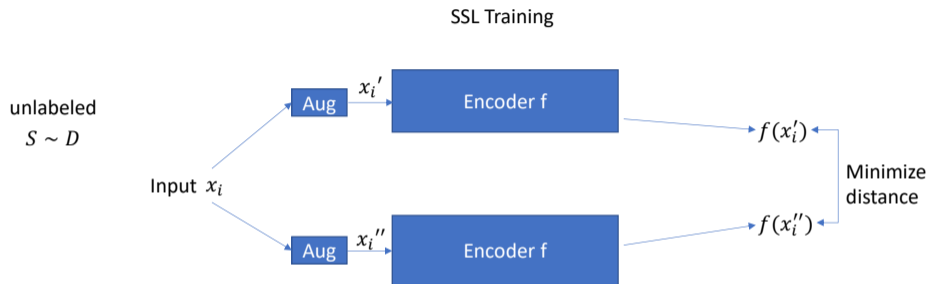 SSL Training
unlabeled
S ~ D
Input xᵢ
Aug
xᵢ′
Encoder f
f(xᵢ′)
Minimize
distance
Aug
xᵢ′′
Encoder f
f(xᵢ′′)